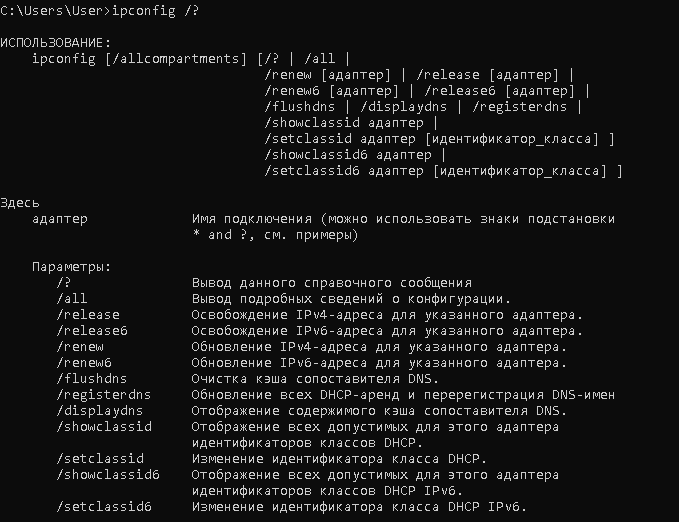 C:\Users\User>ipconfig /?
ИСПОЛЬЗОВАНИЕ:
ipconfig [/allcompartments] [/? | /all |
/renew [адаптер] | /release [адаптер] |
/renew6 [адаптер] | /release6 [адаптер] |
/flushdns | /displaydns | /registerdns |
/showclassid адаптер |
/setclassid адаптер [идентификатор_класса] ]
/showclassid6 адаптер |
/setclassid6 адаптер [идентификатор_класса] ]
Здесь
адаптер Имя подключения (можно использовать знаки подстановки
* and ?, см. примеры)
Параметры:
/? Вывод данного справочного сообщения
/all Вывод подробных сведений о конфигурации.
/release Освобождение IPv4-адреса для указанного адаптера.
/release6 Освобождение IPv6-адреса для указанного адаптера.
/renew Обновление IPv4-адреса для указанного адаптера.
/renew6 Обновление IPv6-адреса для указанного адаптера.
/flushdns Очистка кэша сопоставителя DNS.
/registerdns Обновление всех DHCP-аренд и перерегистрация DNS-имен
/displaydns Отображение содержимого кэша сопоставителя DNS.
/showclassid Отображение всех допустимых для этого адаптера
идентификаторов классов DHCP.
/setclassid Изменение идентификатора класса DHCP.
/showclassid6 Отображение всех допустимых для этого адаптера
идентификаторов классов DHCP IPv6.
/setclassid6 Изменение идентификатора класса DHCP IPv6.